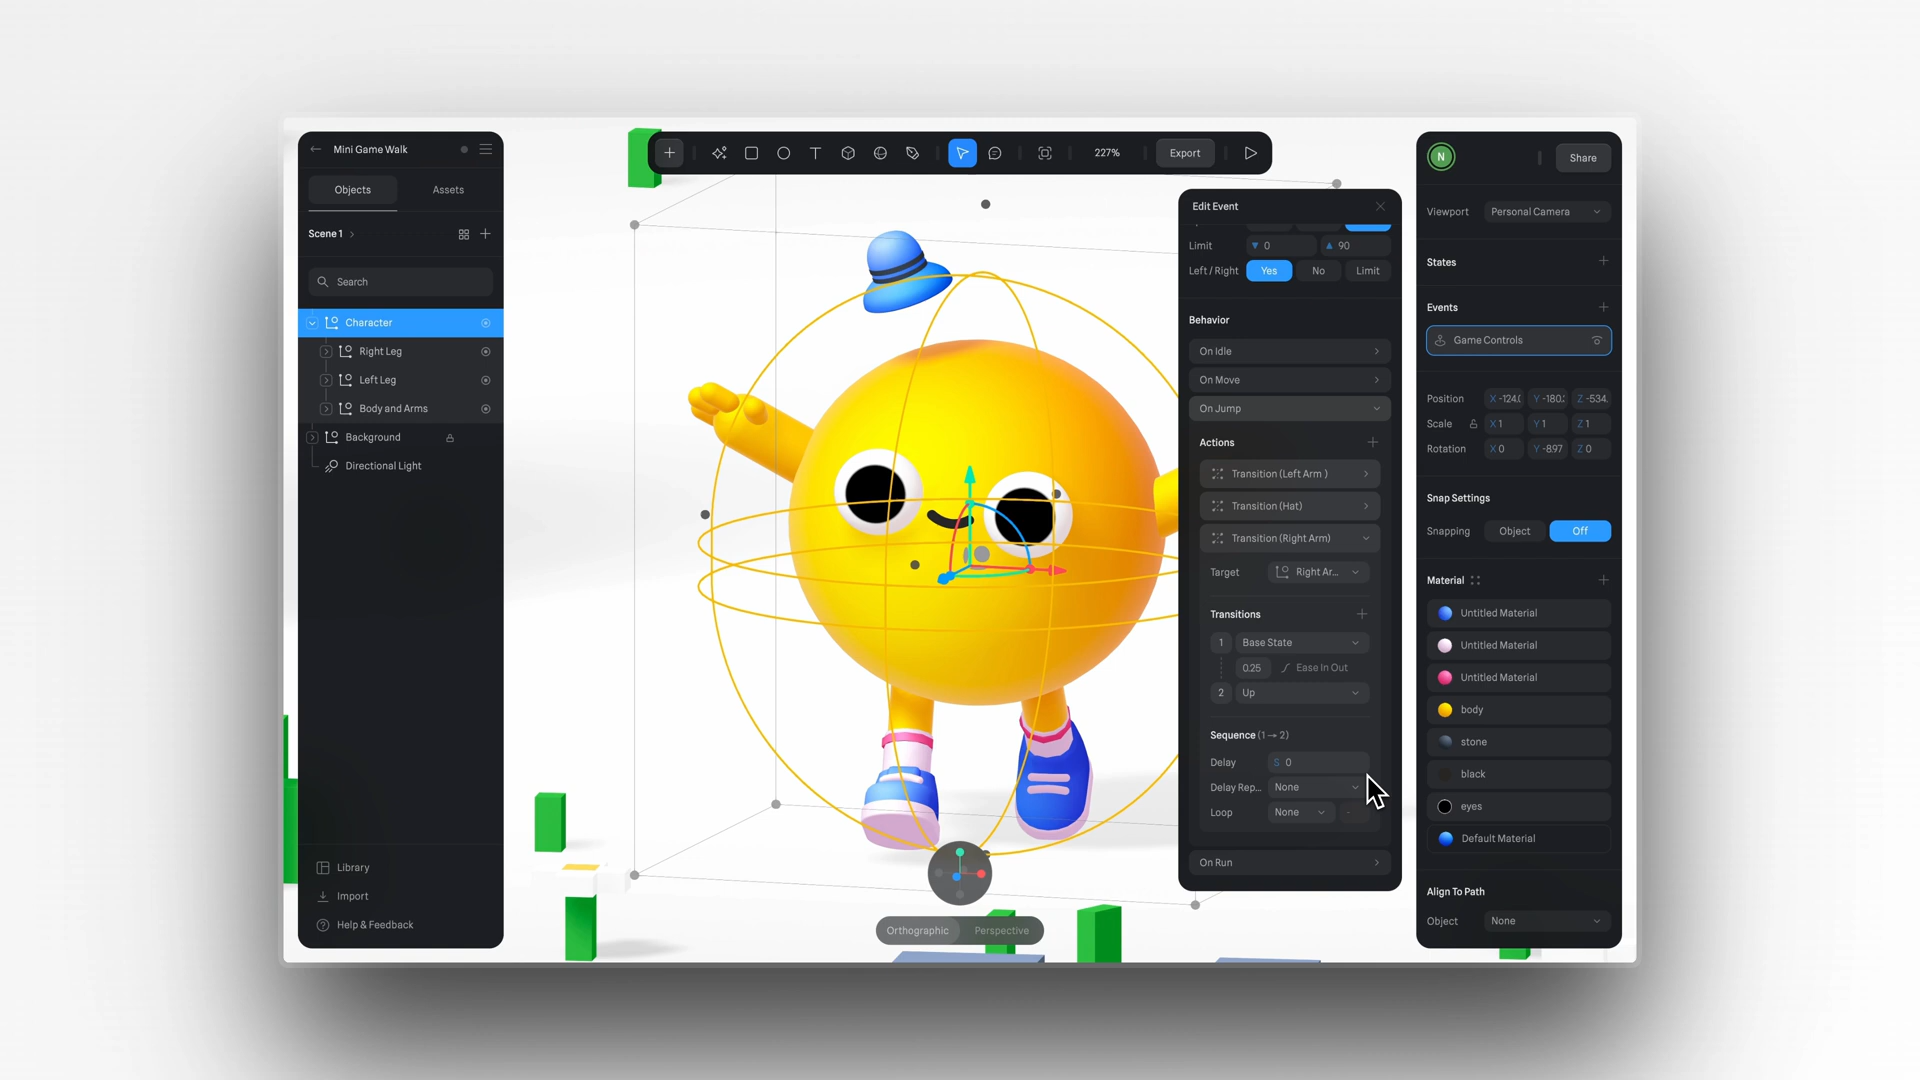 Mini Game Walk
Objects
Assets
Scene 1
Search
Character
Right Leg
Left Leg
Body and Arms
Background
Directional Light
Library
Import
Help & Feedback
T
227%
Export
Orthographic
Perspective
Edit Event
Limit
0
90
Left / Right
Yes
No
Limit
Behavior
On Idle
On Move
On Jump
Actions
Transition (Left Arm )
Transition (Hat)
Transition (Right Arm)
Target
Right Ar...
Transitions
1
Base State
0.25
Ease In Out
2
Up
Sequence (1 → 2)
Delay
S 0
Delay Rep...
None
Loop
None
-
On Run
N
Share
Viewport
Personal Camera
States
Events
Game Controls
Position
X -124.(
Y -180.
Z -534.
Scale
X 1
Y 1
Z 1
Rotation
X 0
Y -8.97
Z 0
Snap Settings
Snapping
Object
Off
Material
Untitled Material
Untitled Material
Untitled Material
body
stone
black
eyes
Default Material
Align To Path
Object
None